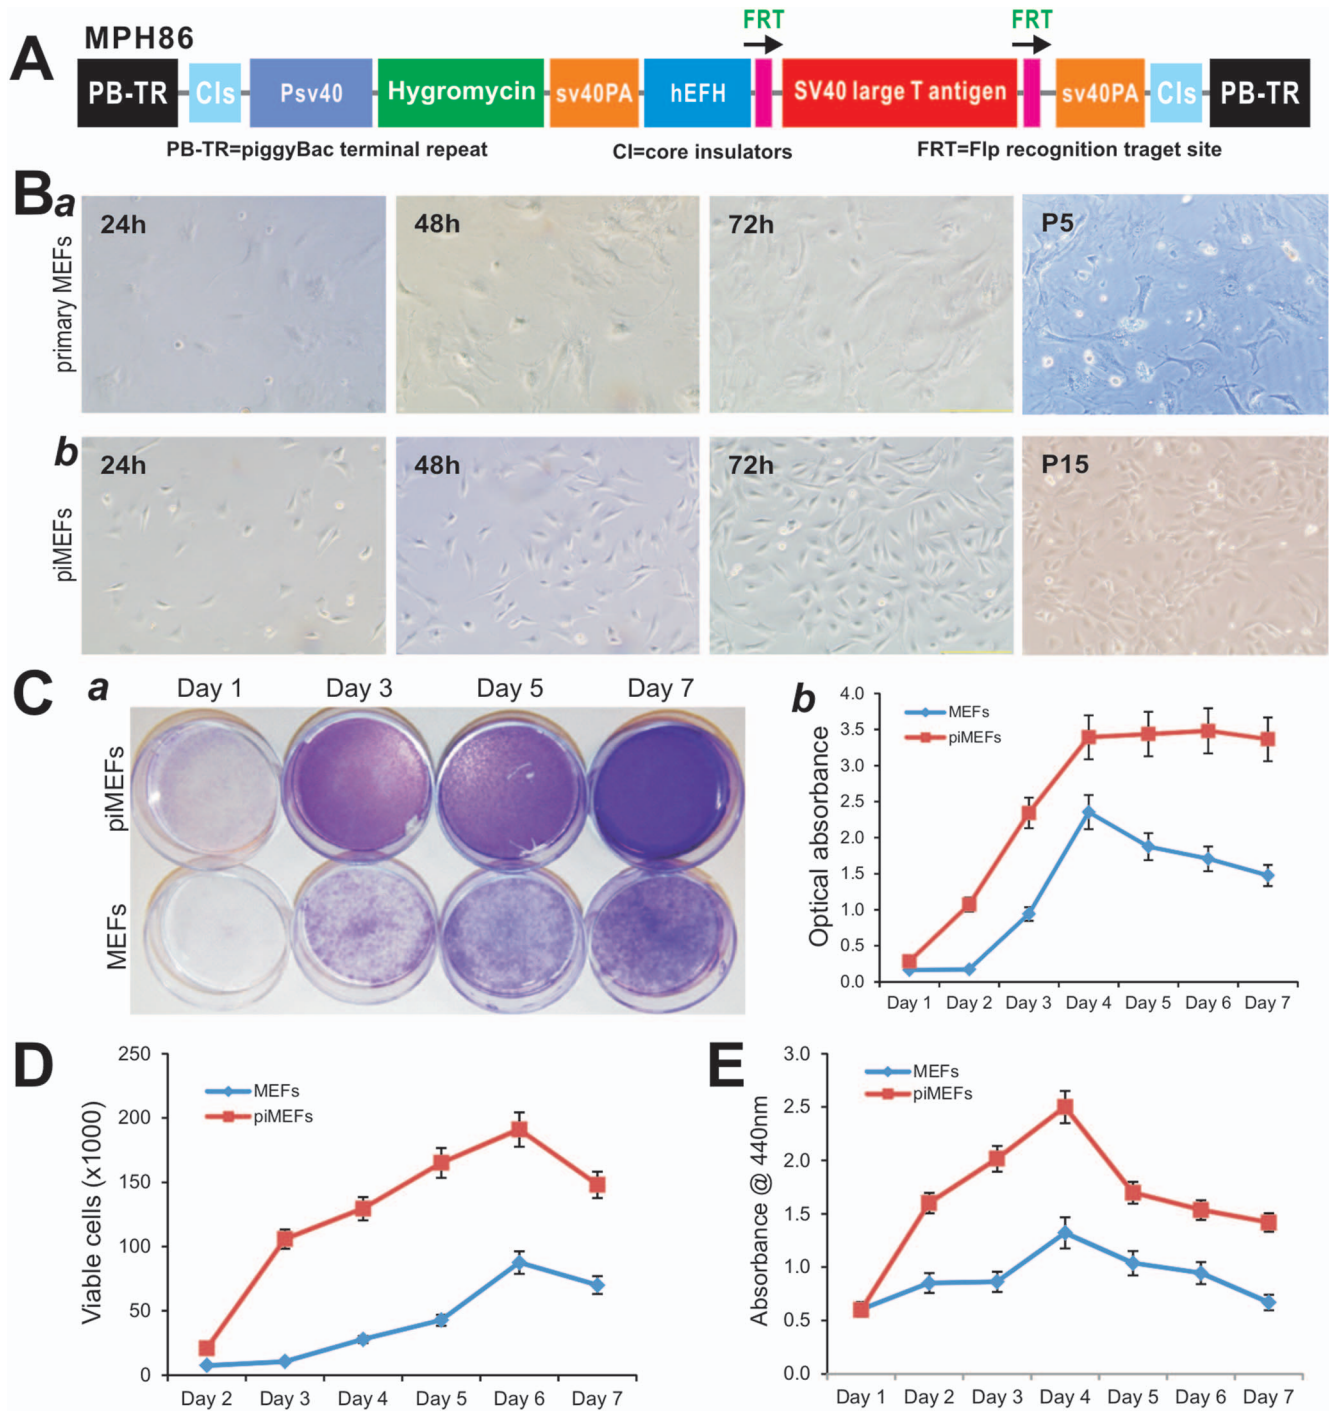 A
MPH86
FRT
FRT
PB-TR CIs Psv40 Hygromycin sv40PA hEFH SV40 large T antigen sv40PA CIs PB-TR
PB-TR=piggyBac terminal repeat CI=core insulators FRT=Flp recognition traget site
B
a
primary MEFs
24h 48h 72h P5
b
piMEFs
24h 48h 72h P15
C
a
Day 1 Day 3 Day 5 Day 7
piMEFs
MEFs
b
Optical absorbance
4.0
3.5
3.0
2.5
2.0
1.5
1.0
0.5
0.0
MEFs
piMEFs
Day 1 Day 2 Day 3 Day 4 Day 5 Day 6 Day 7
D
Viable cells (x1000)
250
200
150
100
50
0
MEFs
piMEFs
Day 2 Day 3 Day 4 Day 5 Day 6 Day 7
E
Absorbance @ 440nm
3.0
2.5
2.0
1.5
1.0
0.5
0.0
MEFs
piMEFs
Day 1 Day 2 Day 3 Day 4 Day 5 Day 6 Day 7